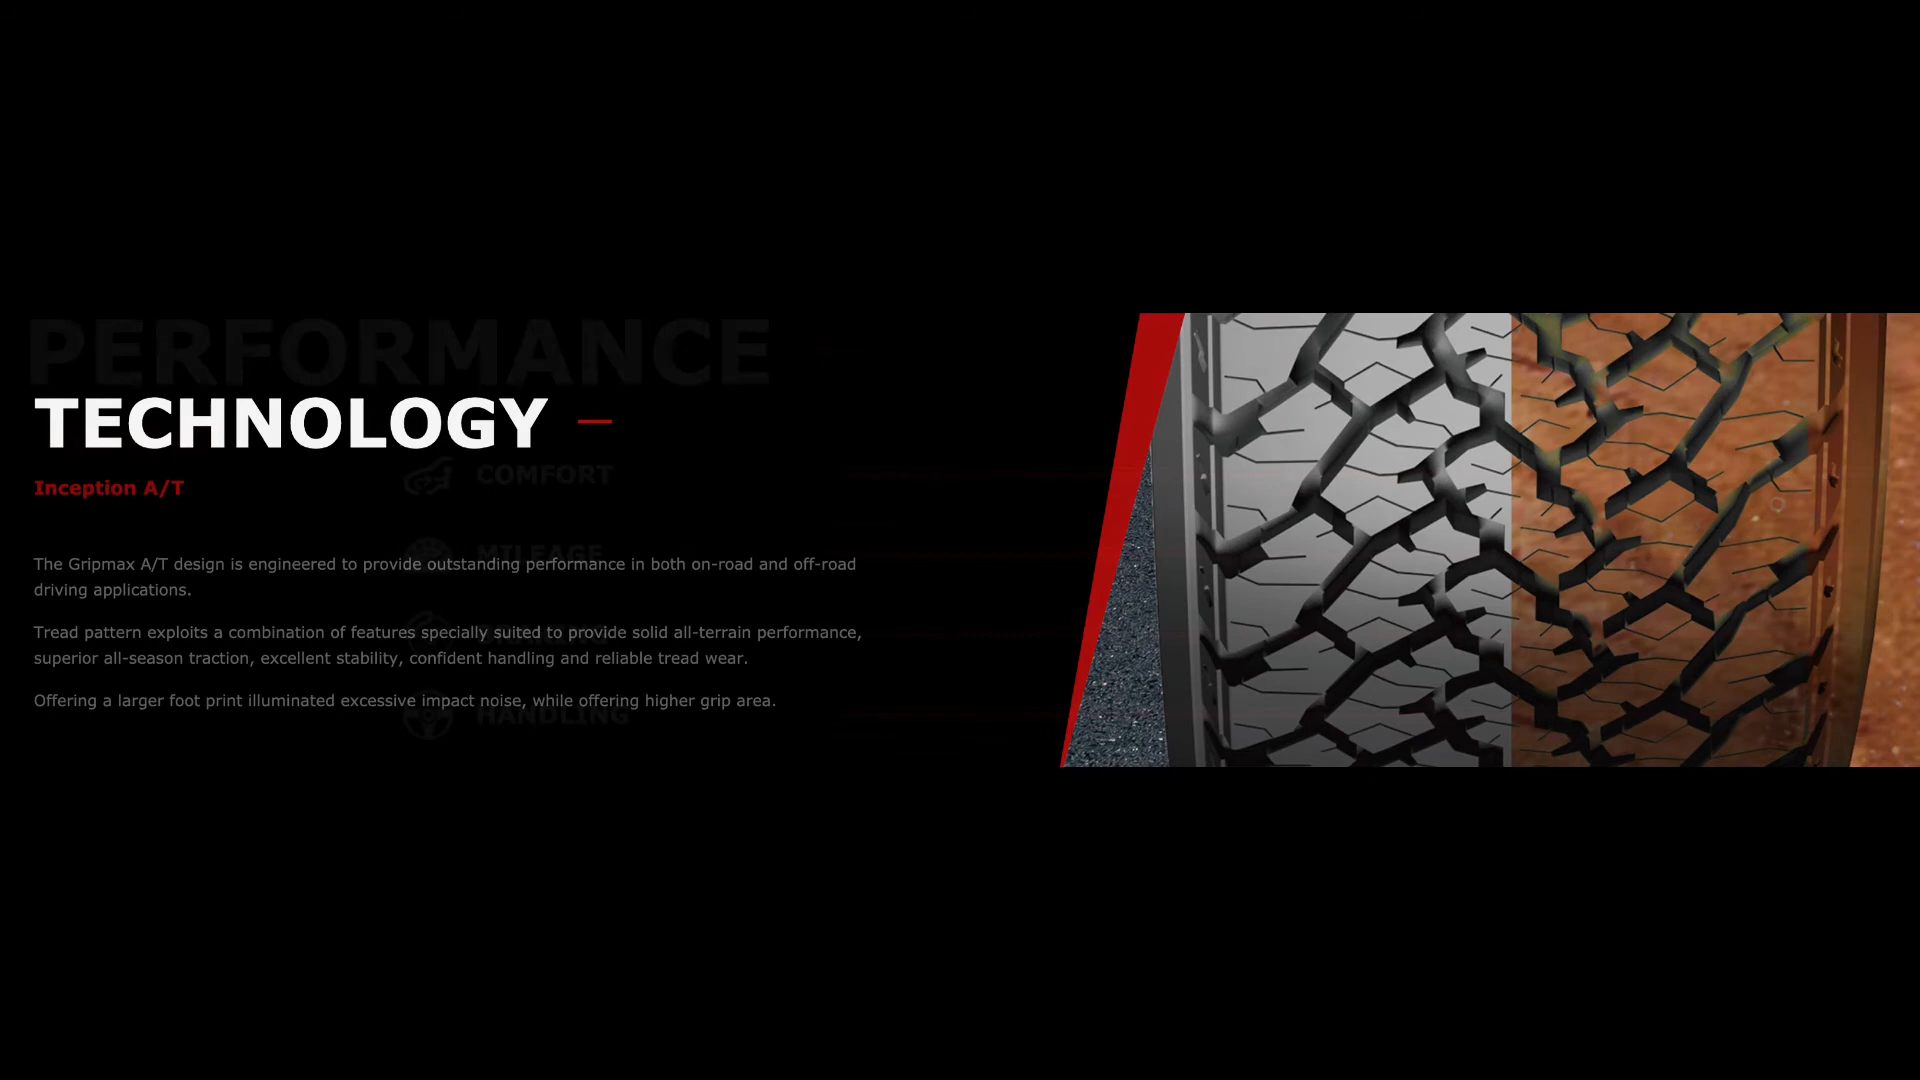 PERFORMANCE
TECHNOLOGY
COMFORT
Inception A/T
MILEAGE
The Gripmax A/T design is engineered to provide outstanding performance in both on-road and off-road
driving applications.
Tread pattern exploits a combination of features specially suited to provide solid all-terrain performance,
superior all-season traction, excellent stability, confident handling and reliable tread wear.
Offering a larger foot print illuminated excessive impact noise, while offering higher grip area.
HANDLING